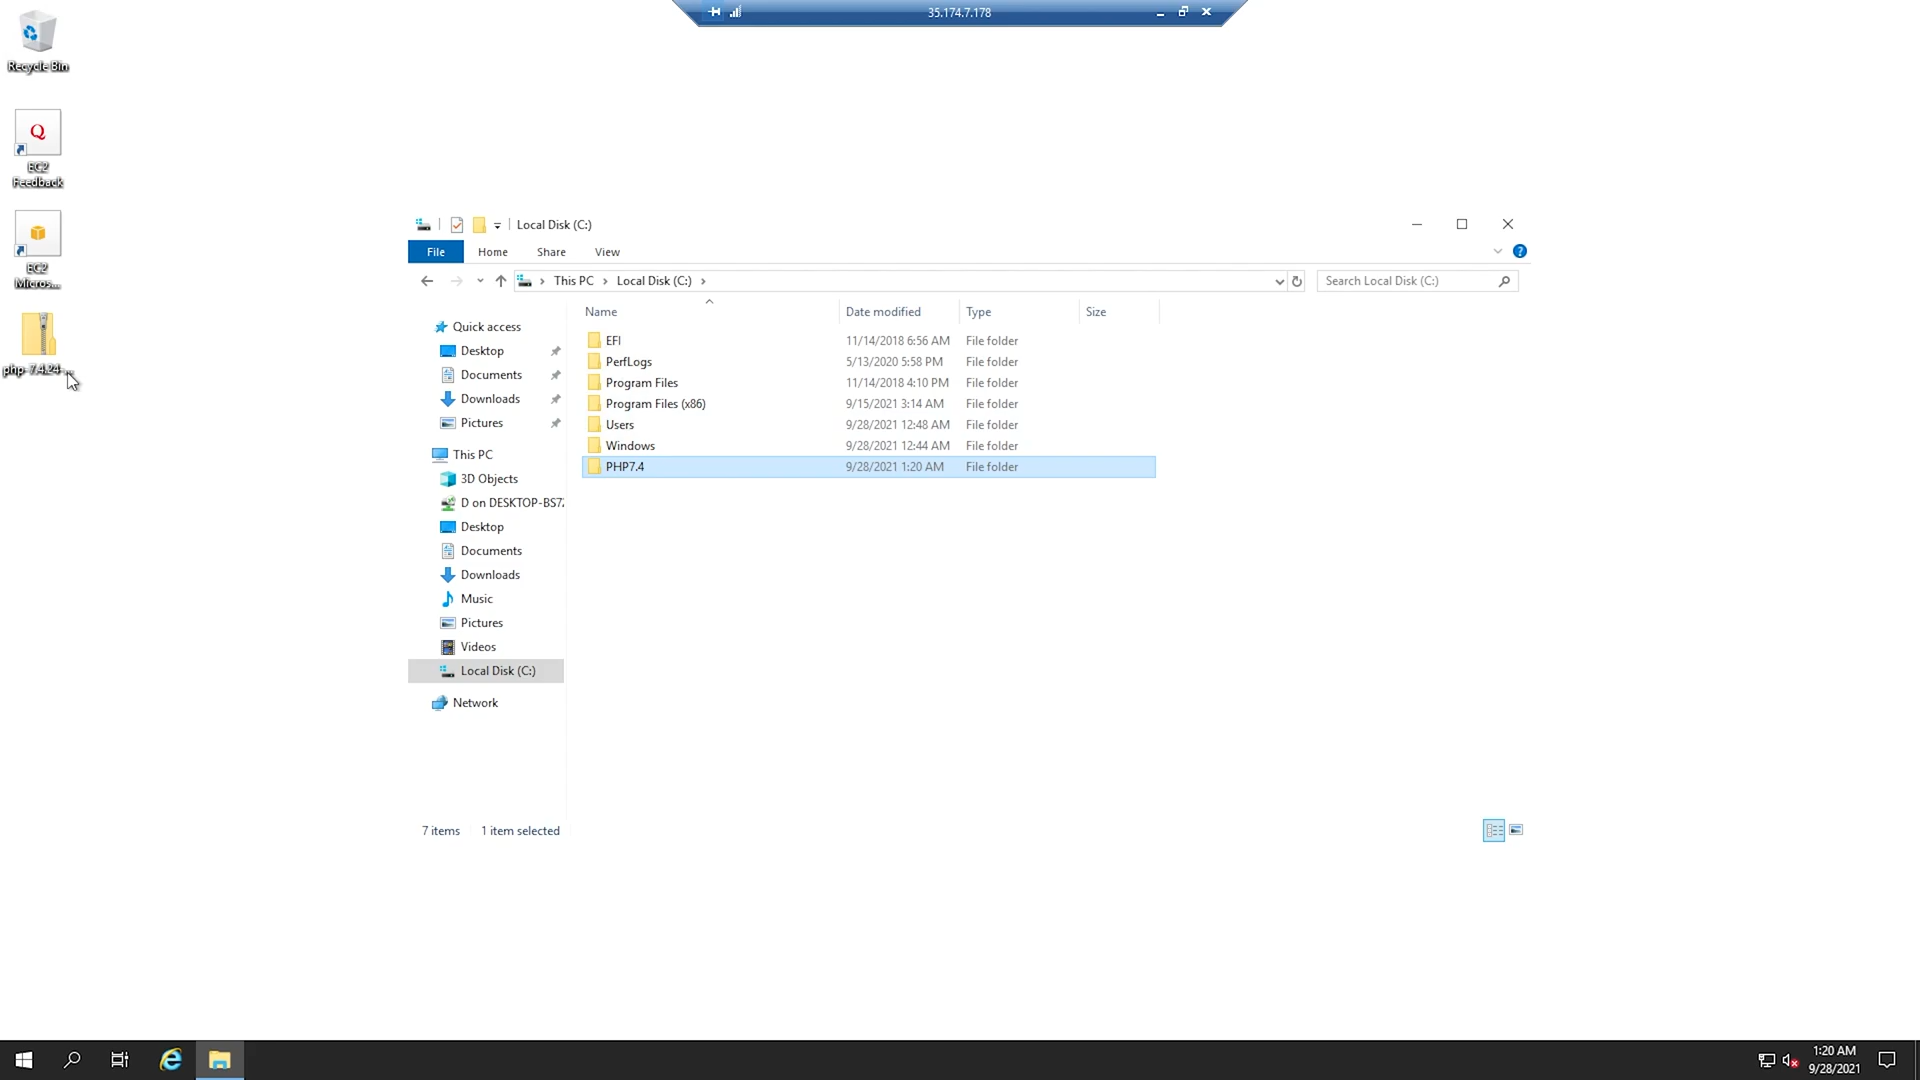 35.174.7.178
Recycle Bin
EC2
Feedback
EC2
Micros...
php-7.4.24-...
Local Disk (C:)
File Home Share View
This PC > Local Disk (C:) >
Search Local Disk (C:)
Name Date modified Type Size
EFI 11/14/2018 6:56 AM File folder
PerfLogs 5/13/2020 5:58 PM File folder
Program Files 11/14/2018 4:10 PM File folder
Program Files (x86) 9/15/2021 3:14 AM File folder
Users 9/28/2021 12:48 AM File folder
Windows 9/28/2021 12:44 AM File folder
PHP7.4 9/28/2021 1:20 AM File folder
Quick access
Desktop
Documents
Downloads
Pictures
This PC
3D Objects
D on DESKTOP-BS7
Desktop
Documents
Downloads
Music
Pictures
Videos
Local Disk (C:)
Network
7 items 1 item selected
1:20 AM
9/28/2021